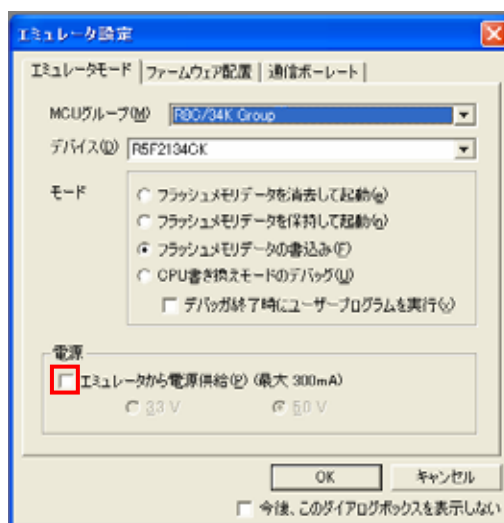 エミュレータ設定
エミュレータモード | ファームウェア配置 | 通信ボーレート |
MCUグループ(M) R8C/34K Group
デバイス(D) R5F2134CK
モード
フラッシュメモリデータを消去して起動(e)
フラッシュメモリデータを保持して起動(n)
フラッシュメモリデータの書込み(F)
CPU書き換えモードのデバッグ(U)
デバッガ終了時にユーザープログラムを実行(x)
電源
エミュレータから電源供給(P) (最大 300mA)
3.3 V 5.0 V
OK キャンセル
今後、このダイアログボックスを表示しない